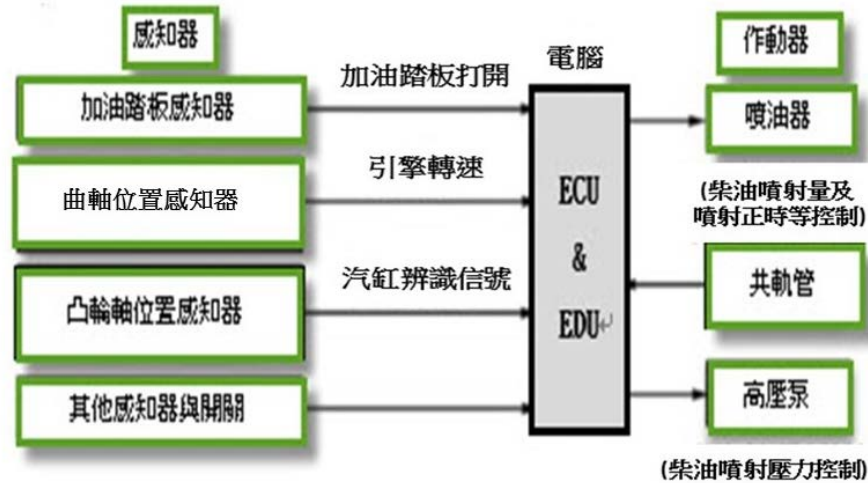 感知器
加油踏板感知器
曲軸位置感知器
凸輪軸位置感知器
其他感知器與開關
加油踏板打開
引擎轉速
汽缸辨識信號
電腦
ECU
&
EDU↵
作動器
噴油器
(柴油噴射量及
噴射正時等控制)
共軌管
高壓泵
(柴油噴射壓力控制)